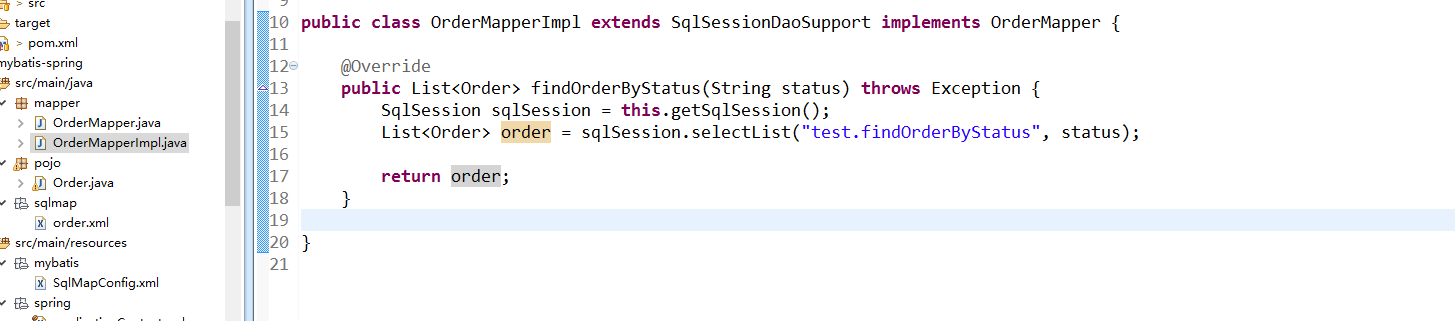 src
target
> pom.xml
mybatis-spring
src/main/java
mapper
OrderMapper.java
OrderMapperImpl.java
pojo
Order.java
sqlmap
order.xml
src/main/resources
mybatis
SqlMapConfig.xml
spring
10 public class OrderMapperImpl extends SqlSessionDaoSupport implements OrderMapper {
11
12 @Override
13 public List<Order> findOrderByStatus(String status) throws Exception {
14 SqlSession sqlSession = this.getSqlSession();
15 List<Order> order = sqlSession.selectList("test.findOrderByStatus", status);
16
17 return order;
18 }
19
20 }
21